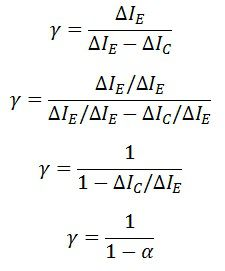 γ = ΔI_E / (ΔI_E − ΔI_C)
γ = (ΔI_E/ΔI_E) / (ΔI_E/ΔI_E − ΔI_C/ΔI_E)
γ = 1 / (1 − ΔI_C/ΔI_E)
γ = 1 / (1 − α)